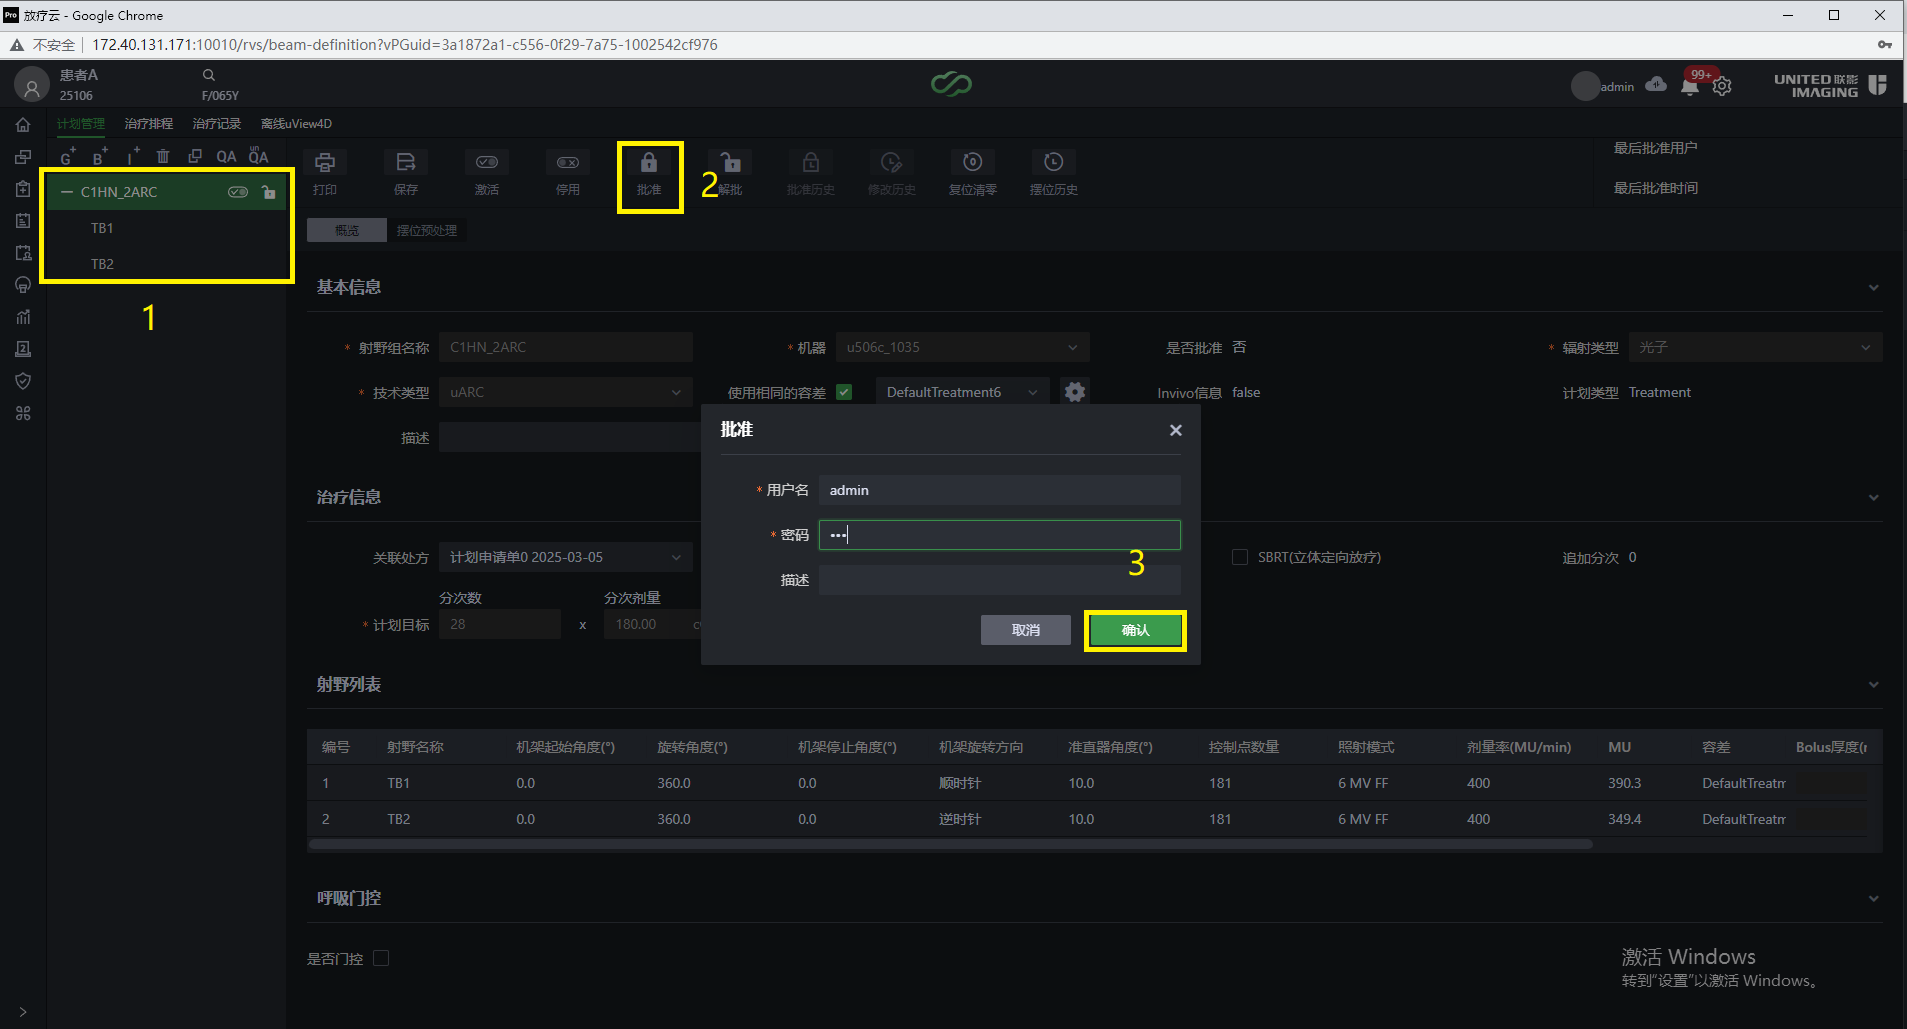 Pro 放疗云 - Google Chrome
不安全 172.40.131.171:10010/rvs/beam-definition?vPGuid=3a1872a1-c556-0f29-7a75-1002542cf976
患者A
25106 F/065Y
admin 99+ UNITED 联影 IMAGING
计划管理 治疗排程 治疗记录 离线uView4D
G+ B+ I+ QA unQA
打印 保存 激活 停用 批准 2 解批 批准历史 修改历史 复位清零 摆位历史
最后批准用户
最后批准时间
C1HN_2ARC
TB1
TB2
1
概览 摆位预处理
基本信息
* 射野组名称 C1HN_2ARC * 机器 u506c_1035 是否批准 否 * 辐射类型 光子
* 技术类型 uARC 使用相同的容差 DefaultTreatment6 Invivo信息 false 计划类型 Treatment
描述
批准
* 用户名 admin
* 密码 •••
描述
3
取消 确认
治疗信息
关联处方 计划申请单0 2025-03-05 SBRT(立体定向放疗) 追加分次 0
分次数 分次剂量
* 计划目标 28 x 180.00
射野列表
编号 射野名称 机架起始角度(°) 旋转角度(°) 机架停止角度(°) 机架旋转方向 准直器角度(°) 控制点数量 照射模式 剂量率(MU/min) MU 容差 Bolus厚度(r
1 TB1 0.0 360.0 0.0 顺时针 10.0 181 6 MV FF 400 390.3 DefaultTreatm
2 TB2 0.0 360.0 0.0 逆时针 10.0 181 6 MV FF 400 349.4 DefaultTreatm
呼吸门控
是否门控
激活 Windows
转到"设置"以激活 Windows。